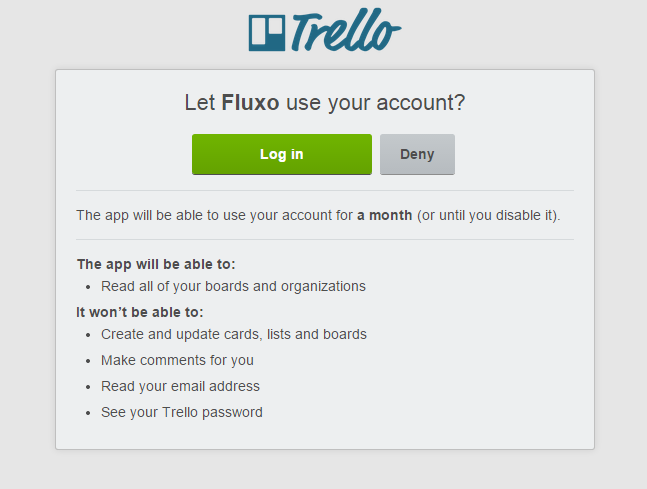 Trello
Let Fluxo use your account?
Log in
Deny
The app will be able to use your account for a month (or until you disable it).
The app will be able to:
• Read all of your boards and organizations
It won't be able to:
• Create and update cards, lists and boards
• Make comments for you
• Read your email address
• See your Trello password